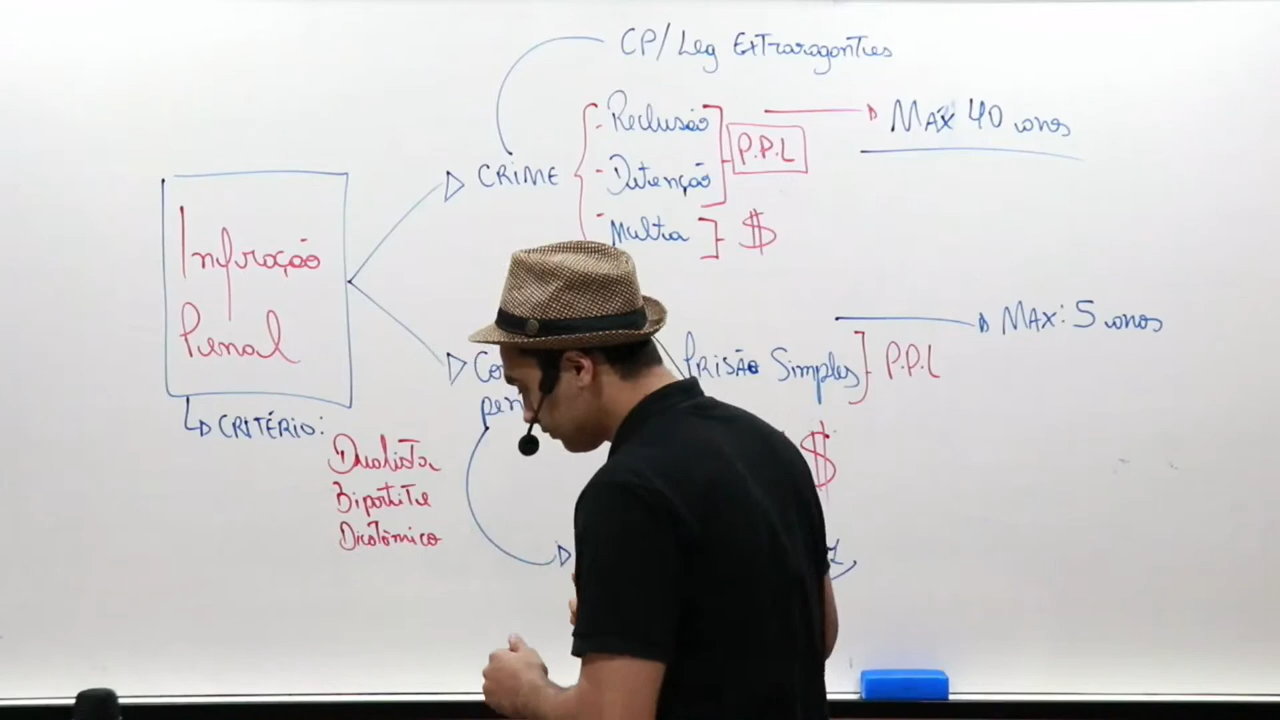 CP/Leg Extravagantes
- Reclusão
P.P.L
Máx 40 anos
CRIME
- Detenção
- Multa
$
Infração
Penal
Max: 5 anos
Prisão Simples
P.P.L
CRITÉRIO:
Dualista
Bipartite
Dicotômico
$